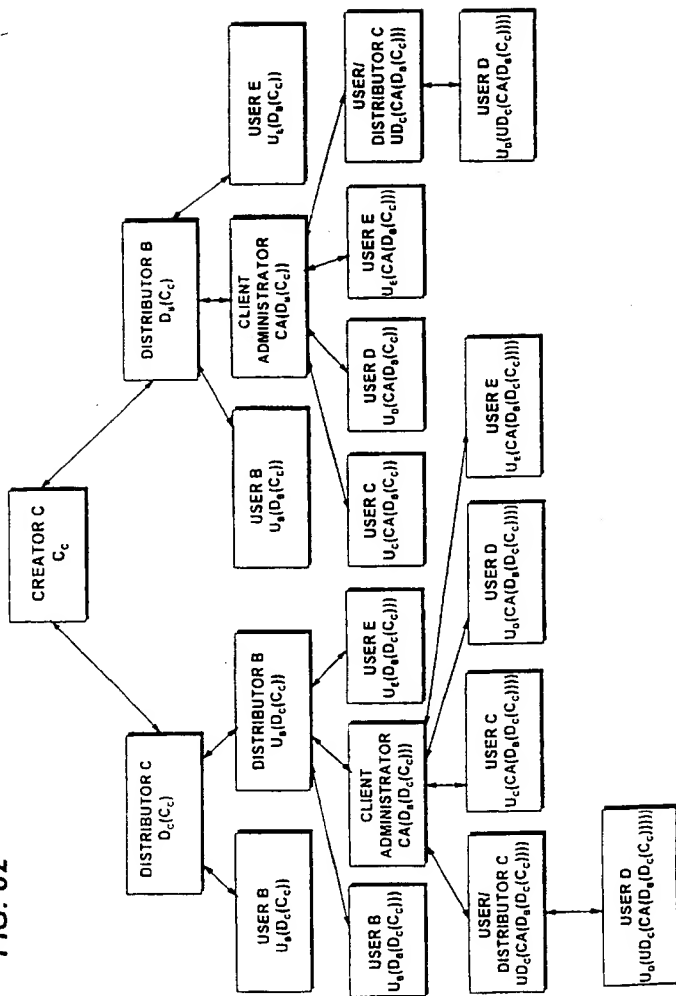 FIG. 82
CREATOR C
C_C
DISTRIBUTOR C
D_C(C_C)
DISTRIBUTOR B
D_B(C_C)
USER B
U_B(D_C(C_C))
DISTRIBUTOR B
U_B(D_C(C_C))
USER B
U_B(D_B(C_C))
CLIENT
ADMINISTRATOR
CA(D_B(C_C))
USER E
U_E(D_B(C_C))
USER B
U_B(D_B(D_C(C_C)))
CLIENT
ADMINISTRATOR
CA(D_B(D_C(C_C)))
USER E
U_E(D_B(D_C(C_C)))
USER C
U_C(CA(D_B(C_C))
USER D
U_D(CA(D_B(C_C))
USER E
U_E(CA(D_B(C_C)))
USER/
DISTRIBUTOR C
UD_C(CA(D_B(C_C)))
USER/
DISTRIBUTOR C
UD_C(CA(D_B(D_C(C_C))))
USER C
U_C(CA(D_B(D_C(C_C))))
USER D
U_D(CA(D_B(D_C(C_C))))
USER E
U_E(CA(D_B(D_C(C_C))))
USER D
U_D(UD_C(CA(D_B(C_C))))
USER D
U_D(UD_C(CA(D_B(D_C(C_C)))))